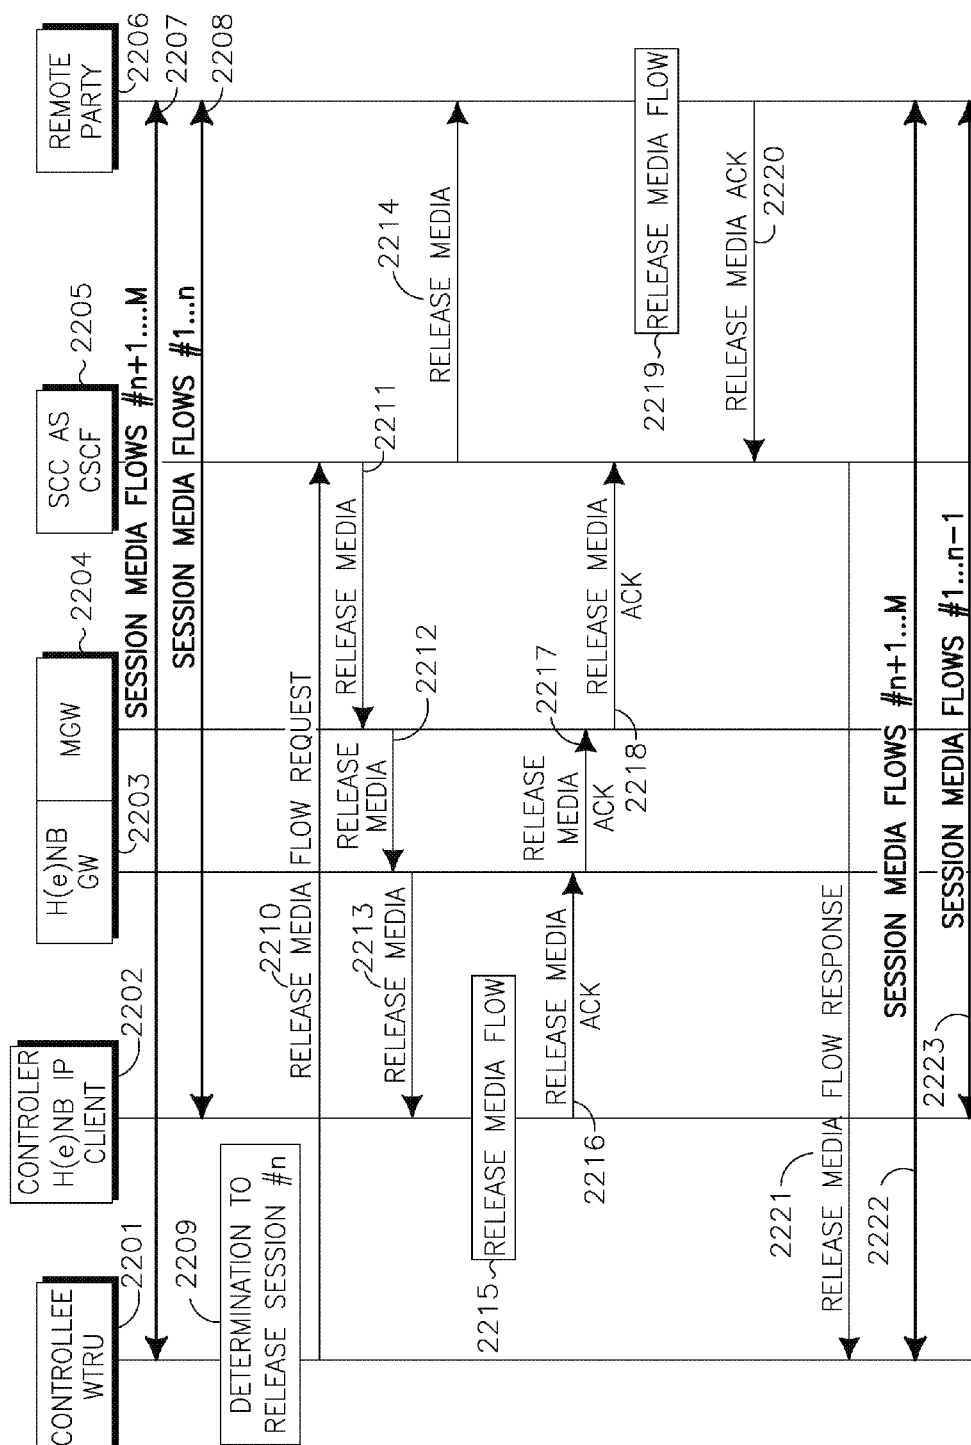 CONTROLLEE
WTRU
2201
CONTROLER
H(e)NB IP
CLIENT
2202
H(e)NB
GW
2203
MGW
2204
SCC AS
CSCF
2205
REMOTE
PARTY
2206
SESSION MEDIA FLOWS #n+1....M
2207
SESSION MEDIA FLOWS #1...n
2208
2209
DETERMINATION TO
RELEASE SESSION #n
2210
RELEASE MEDIA FLOW REQUEST
RELEASE MEDIA
2211
RELEASE
MEDIA
2212
2213
RELEASE MEDIA
2214
RELEASE MEDIA
2215
RELEASE MEDIA FLOW
RELEASE MEDIA
ACK
2216
RELEASE
MEDIA
ACK
2217
RELEASE MEDIA
ACK
2218
2219
RELEASE MEDIA FLOW
RELEASE MEDIA ACK
2220
2221
RELEASE MEDIA FLOW RESPONSE
2222
SESSION MEDIA FLOWS #n+1...M
2223
SESSION MEDIA FLOWS #1...n-1